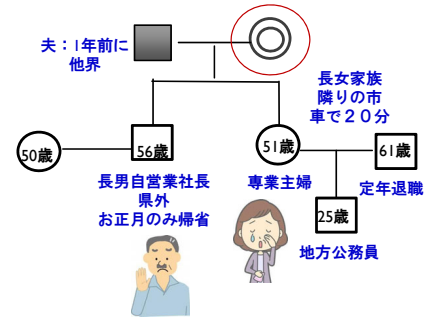 夫：1年前に
他界
長女家族
隣りの市
車で２０分
50歳
56歳
51歳
61歳
長男自営業社長
県外
お正月のみ帰省
専業主婦
定年退職
25歳
地方公務員